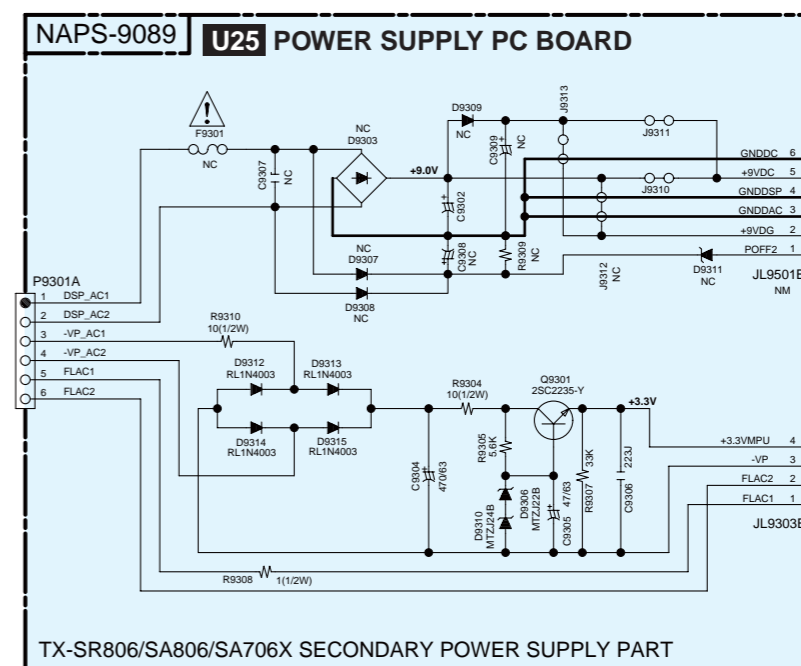 NAPS-9089
U25 POWER SUPPLY PC BOARD
F9301
NC
C9307
NC
NC
D9303
+9.0V
D9309
NC
C9309
NC
J9313
J9311
J9310
C9302
C9308
NC
R9309
NC
J9312
NC
NC
D9307
D9308
NC
D9311
NC
GNDDC 6
+9VDC 5
GNDDSP 4
GNDDAC 3
+9VDG 2
POFF2 1
JL9501B
NM
P9301A
1 DSP_AC1
2 DSP_AC2
3 -VP_AC1
4 -VP_AC2
5 FLAC1
6 FLAC2
R9310
10(1/2W)
D9312
RL1N4003
D9313
RL1N4003
D9314
RL1N4003
D9315
RL1N4003
C9304
470/63
R9304
10(1/2W)
R9305
5.6K
Q9301
2SC2235-Y
+3.3V
D9310
MTZJ24B
D9306
MTZJ22B
C9305
47/63
R9307
33K
C9306
223J
+3.3VMPU 4
-VP 3
FLAC2 2
FLAC1 1
R9308
1(1/2W)
TX-SR806/SA806/SA706X SECONDARY POWER SUPPLY PART